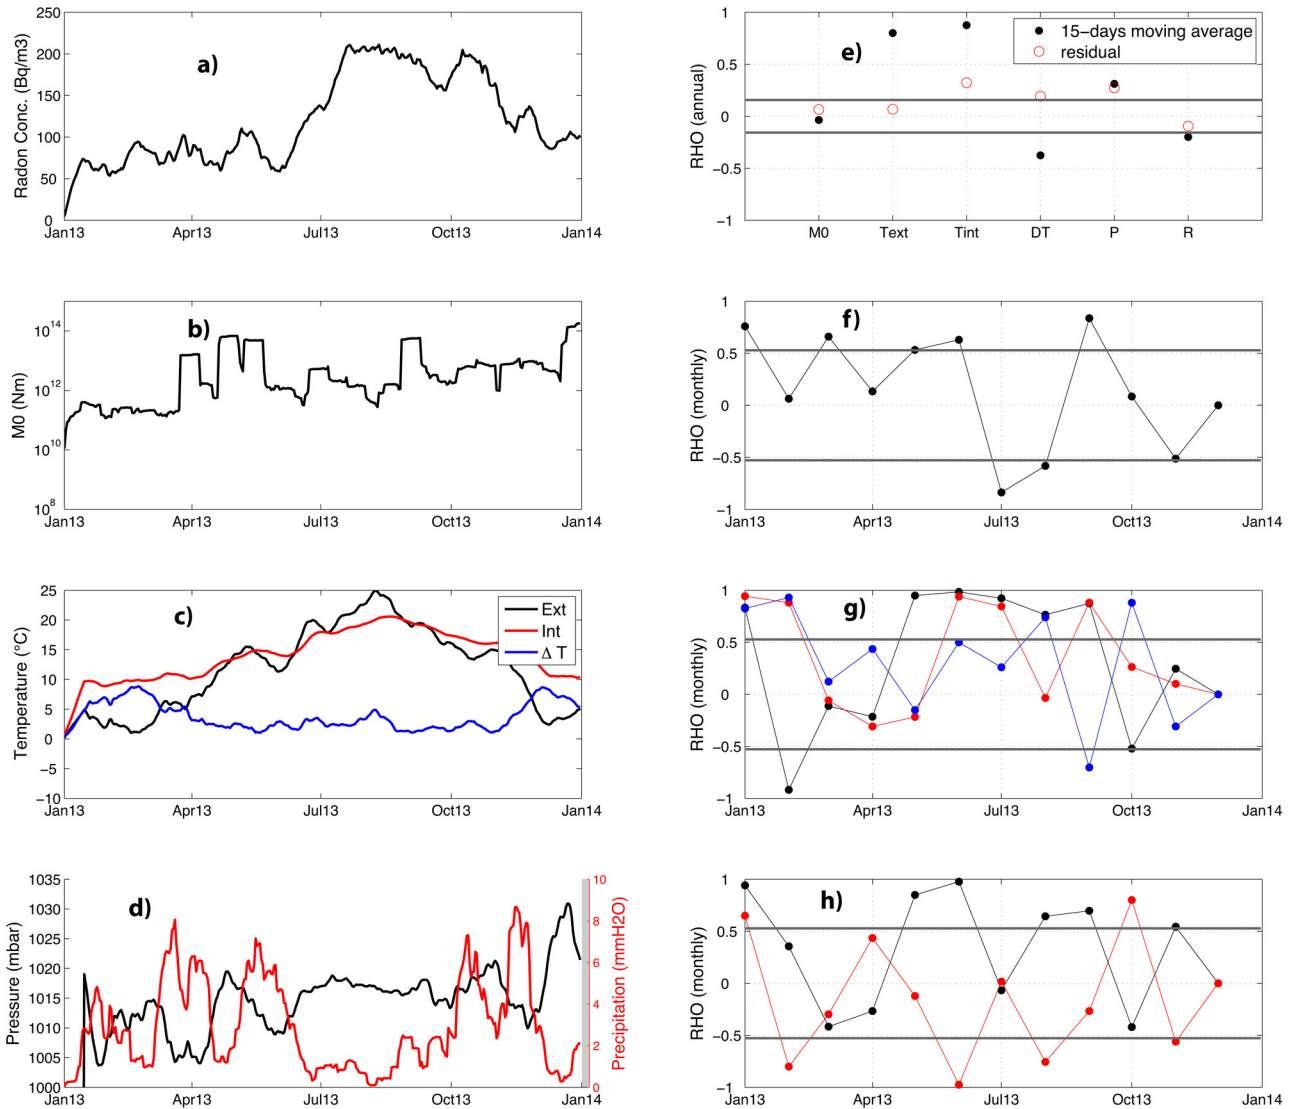 a)
Radon Conc. (Bq/m3)
250
200
150
100
50
0
Jan13 Apr13 Jul13 Oct13 Jan14
e)
15−days moving average
residual
RHO (annual)
1
0.5
0
−0.5
−1
M0 Text Tint DT P R
b)
M0 (Nm)
10^14
10^12
10^10
10^8
Jan13 Apr13 Jul13 Oct13 Jan14
f)
RHO (monthly)
1
0.5
0
−0.5
−1
Jan13 Apr13 Jul13 Oct13 Jan14
c)
Ext
Int
Δ T
Temperature (°C)
25
20
15
10
5
0
−5
−10
Jan13 Apr13 Jul13 Oct13 Jan14
g)
RHO (monthly)
1
0.5
0
−0.5
−1
Jan13 Apr13 Jul13 Oct13 Jan14
d)
Pressure (mbar)
1035
1030
1025
1020
1015
1010
1005
1000
Precipitation (mmH2O)
10
8
6
4
2
0
Jan13 Apr13 Jul13 Oct13 Jan14
h)
RHO (monthly)
1
0.5
0
−0.5
−1
Jan13 Apr13 Jul13 Oct13 Jan14